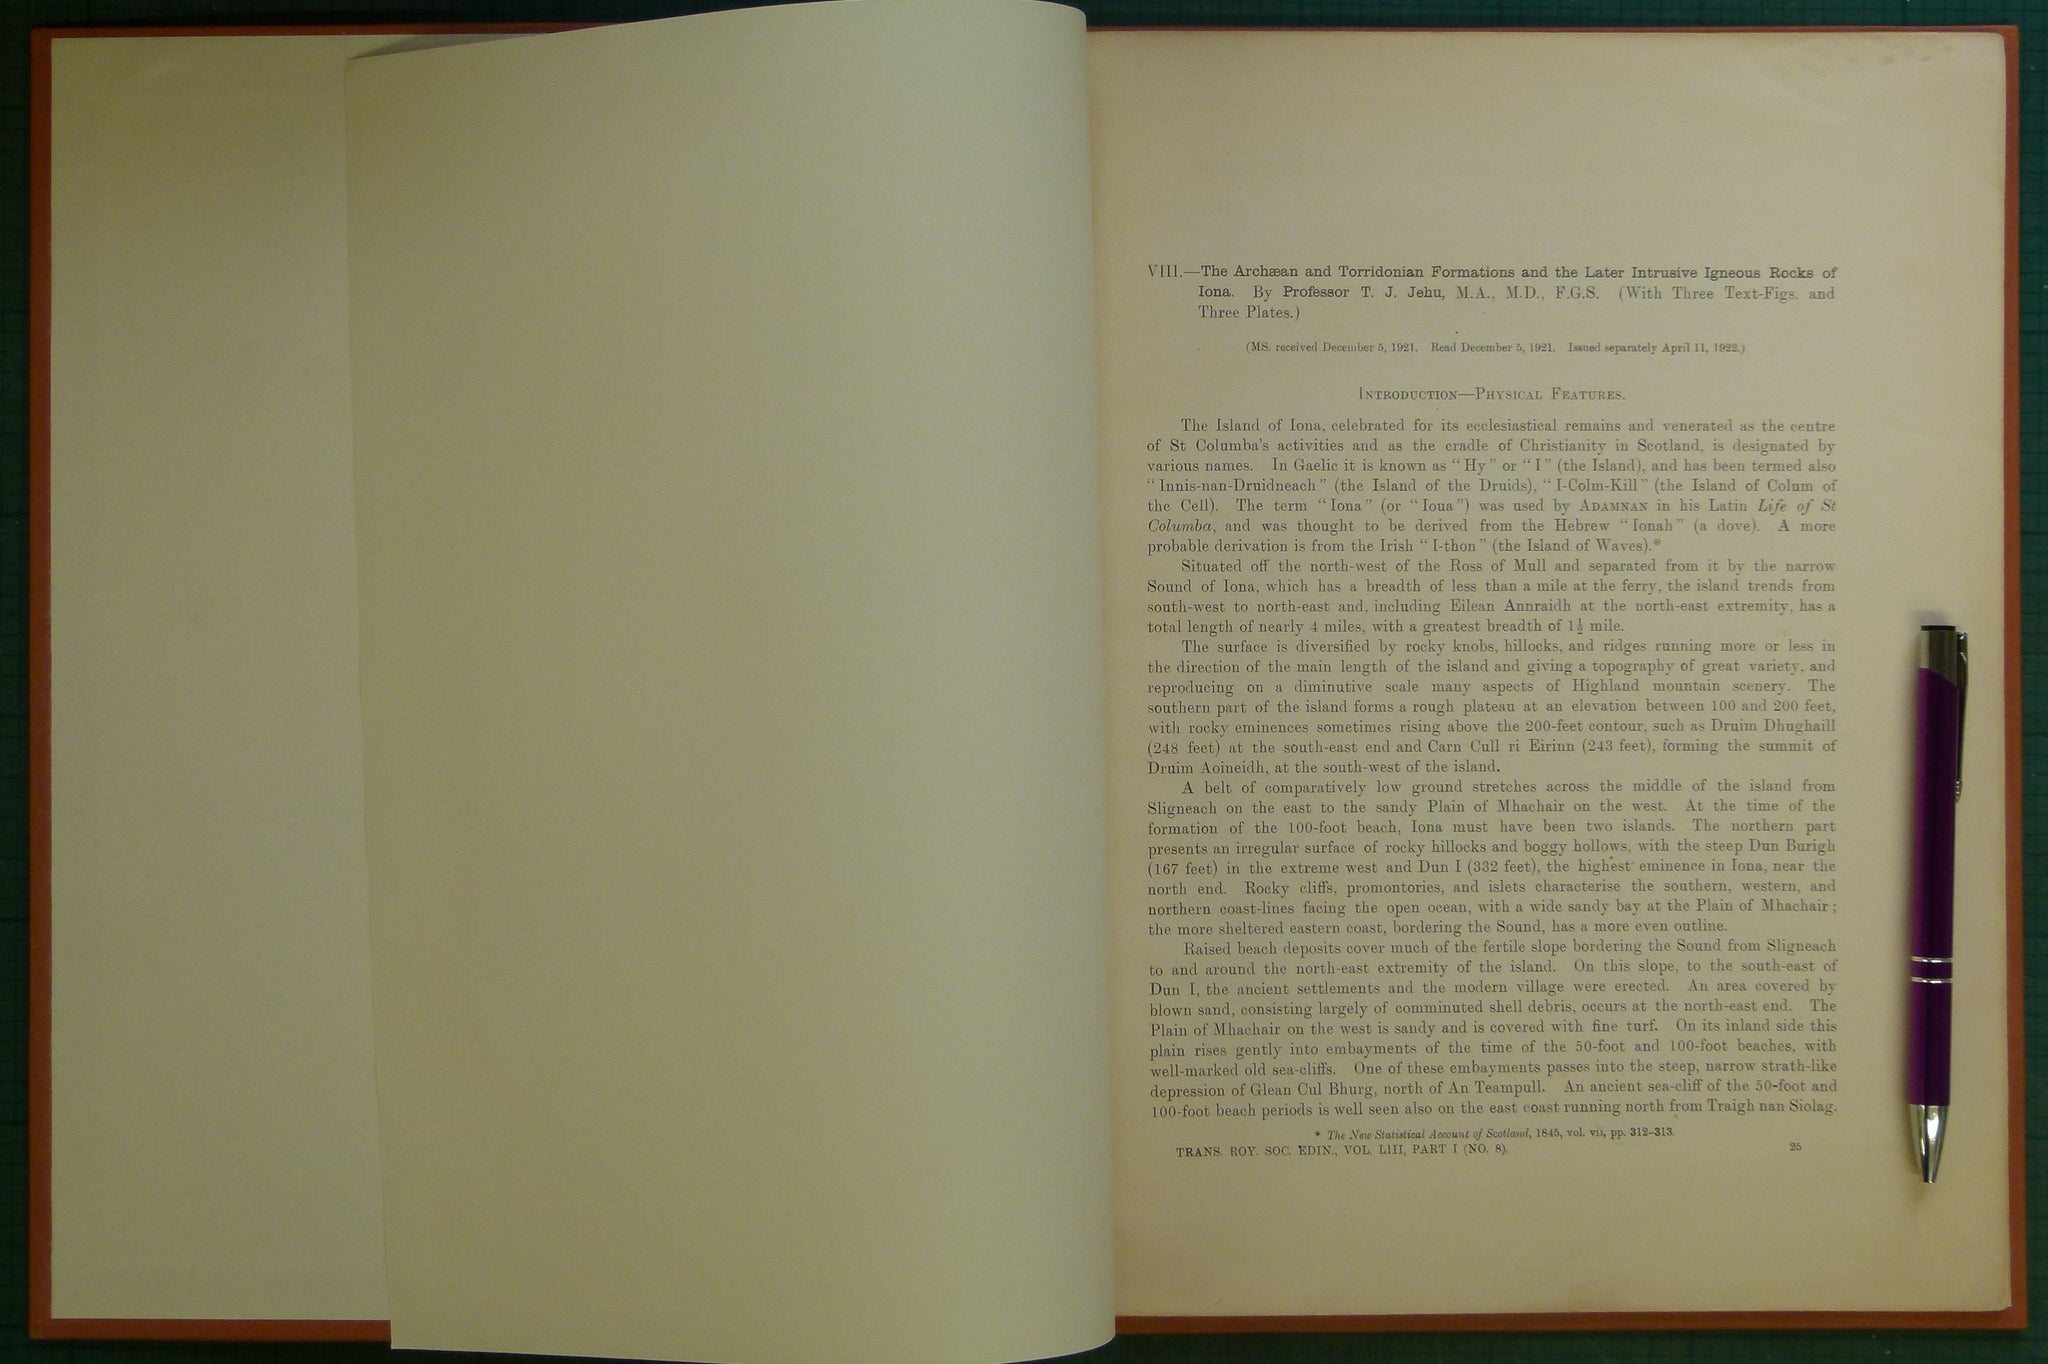 VIII.—The Archæan and Torridonian Formations and the Later Intrusive Igneous Rocks of
Iona. By Professor T. J. Jehu, M.A., M.D., F.G.S. (With Three Text-Figs. and
Three Plates.)
(MS. received December 5, 1921. Read December 5, 1921. Issued separately April 11, 1922.)
Introduction—Physical Features.
The Island of Iona, celebrated for its ecclesiastical remains and venerated as the centre
of St Columba's activities and as the cradle of Christianity in Scotland, is designated by
various names. In Gaelic it is known as "Hy" or "I" (the Island), and has been termed also
"Innis-nan-Druidneach" (the Island of the Druids), "I-Colm-Kill" (the Island of Colum of
the Cell). The term "Iona" (or "Ioua") was used by Adamnan in his Latin Life of St
Columba, and was thought to be derived from the Hebrew "Ionah" (a dove). A more
probable derivation is from the Irish "I-thon" (the Island of Waves).*
Situated off the north-west of the Ross of Mull and separated from it by the narrow
Sound of Iona, which has a breadth of less than a mile at the ferry, the island trends from
south-west to north-east and, including Eilean Annraidh at the north-east extremity, has a
total length of nearly 4 miles, with a greatest breadth of 1½ mile.
The surface is diversified by rocky knobs, hillocks, and ridges running more or less in
the direction of the main length of the island and giving a topography of great variety, and
reproducing on a diminutive scale many aspects of Highland mountain scenery. The
southern part of the island forms a rough plateau at an elevation between 100 and 200 feet,
with rocky eminences sometimes rising above the 200-feet contour, such as Druim Dhughaill
(248 feet) at the south-east end and Carn Cull ri Eirinn (243 feet), forming the summit of
Druim Aoineidh, at the south-west of the island.
A belt of comparatively low ground stretches across the middle of the island from
Sligneach on the east to the sandy Plain of Mhachair on the west. At the time of the
formation of the 100-foot beach, Iona must have been two islands. The northern part
presents an irregular surface of rocky hillocks and boggy hollows, with the steep Dun Burigh
(167 feet) in the extreme west and Dun I (332 feet), the highest eminence in Iona, near the
north end. Rocky cliffs, promontories, and islets characterise the southern, western, and
northern coast-lines facing the open ocean, with a wide sandy bay at the Plain of Mhachair;
the more sheltered eastern coast, bordering the Sound, has a more even outline.
Raised beach deposits cover much of the fertile slope bordering the Sound from Sligneach
to and around the north-east extremity of the island. On this slope, to the south-east of
Dun I, the ancient settlements and the modern village were erected. An area covered by
blown sand, consisting largely of comminuted shell debris, occurs at the north-east end. The
Plain of Mhachair on the west is sandy and is covered with fine turf. On its inland side this
plain rises gently into embayments of the time of the 50-foot and 100-foot beaches, with
well-marked old sea-cliffs. One of these embayments passes into the steep, narrow strath-like
depression of Glean Cul Bhurg, north of An Teampull. An ancient sea-cliff of the 50-foot and
100-foot beach periods is well seen also on the east coast running north from Traigh nan Siolag.
* The New Statistical Account of Scotland, 1845, vol. vii, pp. 312–313.
TRANS. ROY. SOC. EDIN., VOL. LIII, PART I (NO. 8). 25